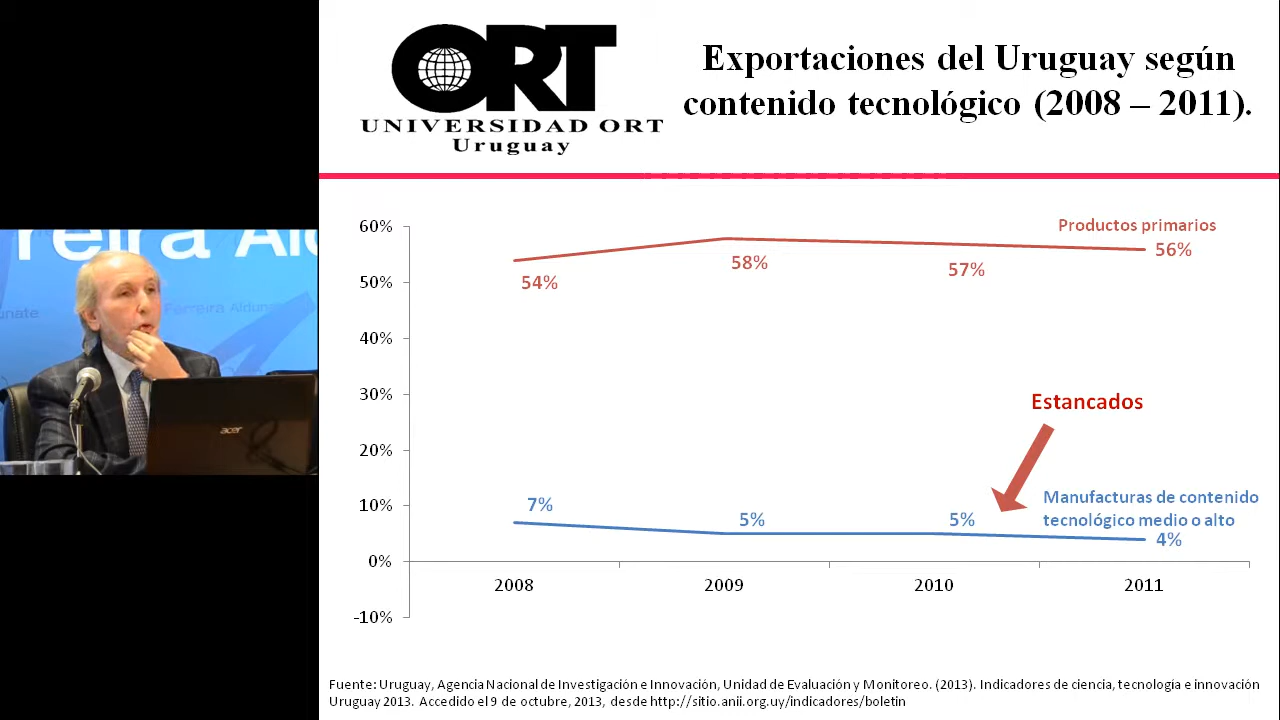 ORT
UNIVERSIDAD ORT
Uruguay
Exportaciones del Uruguay según
contenido tecnológico (2008 – 2011).
60%
50%
40%
30%
20%
10%
0%
-10%
Productos primarios
54%
58%
57%
56%
Estancados
Manufacturas de contenido
tecnológico medio o alto
7%
5%
5%
4%
2008
2009
2010
2011
Fuente: Uruguay, Agencia Nacional de Investigación e Innovación, Unidad de Evaluación y Monitoreo. (2013). Indicadores de ciencia, tecnología e innovación
Uruguay 2013. Accedido el 9 de octubre, 2013, desde http://sitio.anii.org.uy/indicadores/boletin
Ferreira Aldunate
acer